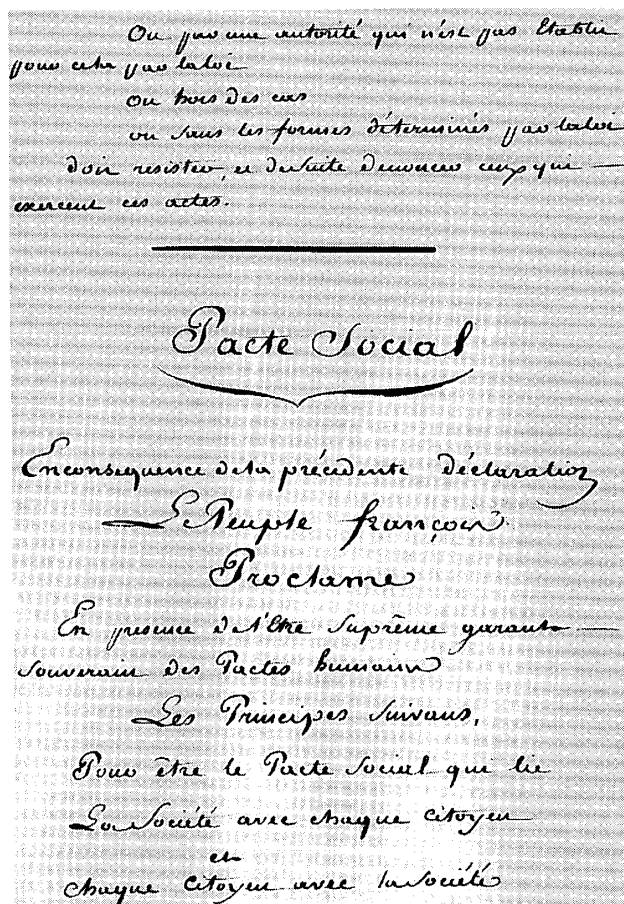 Ou par une autorité qui n'est pas Etablie
pour cela par la loi
ou hors des cas
ou sans les formes déterminés par la loi
doit resister, et de suite denoncer ceux qui
exercent ces actes.
Pacte Social
En consequence de la précédente déclaration
Le Peuple françois
Proclame
En presence de l'Etre Suprême garant
souverain des Pactes humains
Les Principes Suivans,
Pour être le Pacte Social qui lie
La Société avec chaque citoyen
et
chaque citoyen avec la société